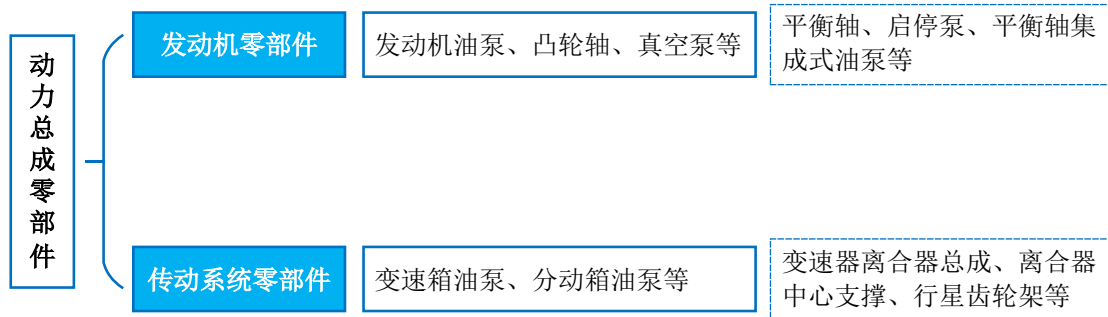 动力总成零部件
发动机零部件
发动机油泵、凸轮轴、真空泵等
平衡轴、启停泵、平衡轴集
成式油泵等
传动系统零部件
变速箱油泵、分动箱油泵等
变速器离合器总成、离合器
中心支撑、行星齿轮架等